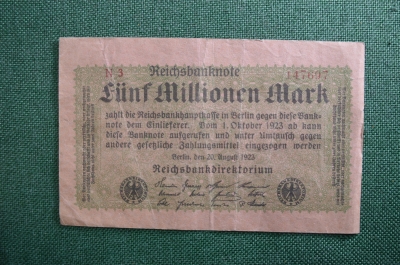 N 3 Reichsbanknote 147697
Fünf Millionen Mark
zahlt die Reichsbankhauptkasse in Berlin gegen diese Bank-
note dem Einlieferer. Vom 1. Oktober 1923 ab kann
diese Banknote aufgerufen und unter Umtausch gegen
andere gesetzliche Zahlungsmittel eingezogen werden
Berlin, den 20. August 1923
Reichsbankdirektorium